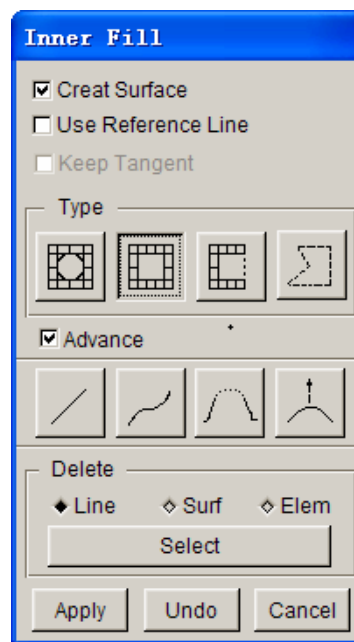 Inner Fill
Creat Surface
Use Reference Line
Keep Tangent
Type
Advance
Delete
Line Surf Elem
Select
Apply Undo Cancel